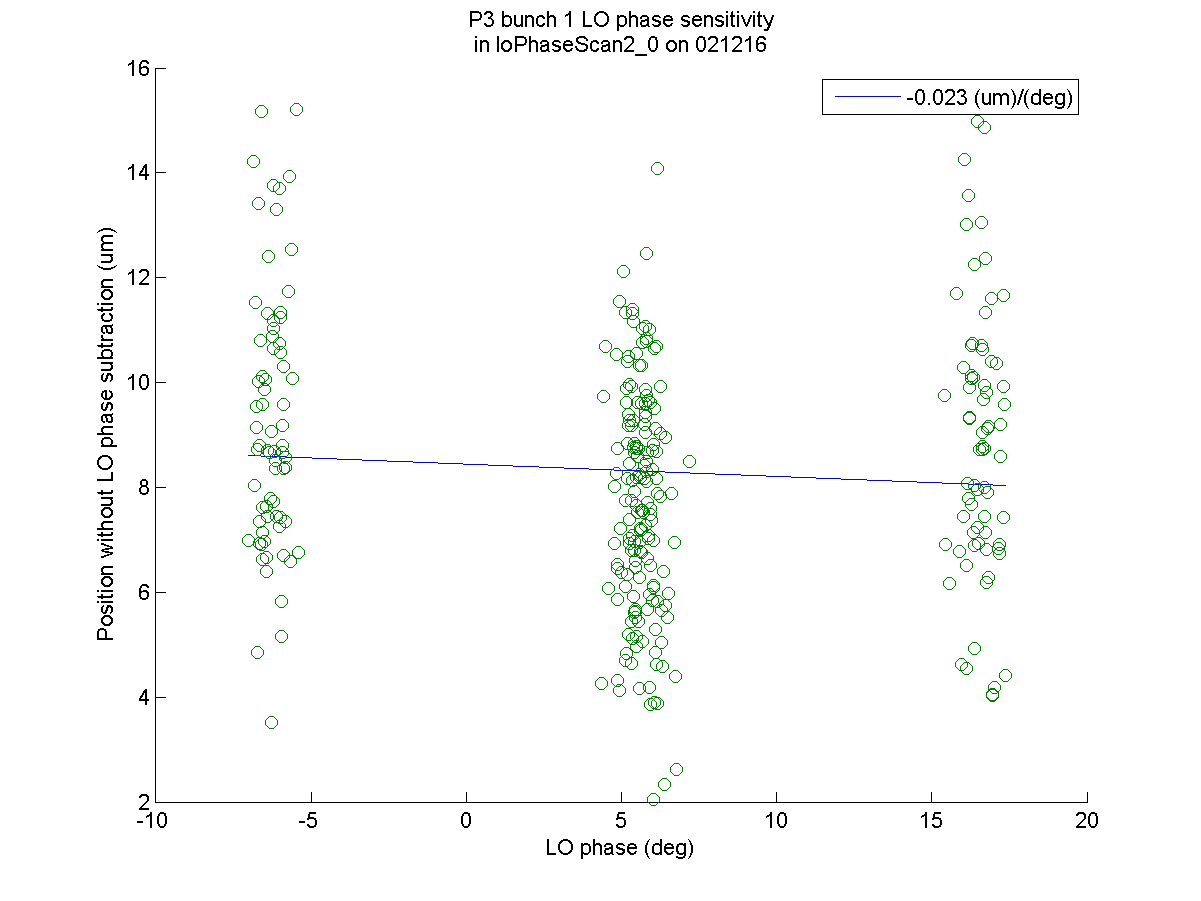 P3 bunch 1 LO phase sensitivity
in loPhaseScan2_0 on 021216
-0.023 (um)/(deg)
Position without LO phase subtraction (um)
16
14
12
10
8
6
4
2
-10 -5 0 5 10 15 20
LO phase (deg)